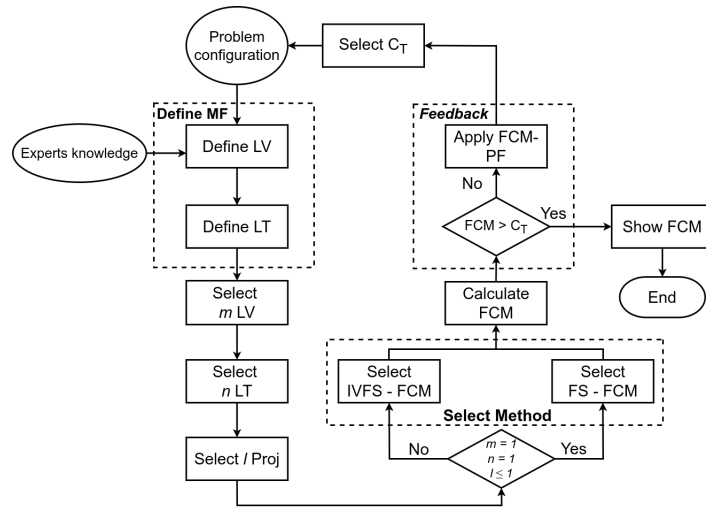 Problem
configuration
Select C_T
Define MF
Define LV
Experts knowledge
Define LT
Select
m LV
Select
n LT
Select l Proj
Feedback
Apply FCM-
PF
No
FCM > C_T
Yes
Show FCM
End
Calculate
FCM
Select
IVFS - FCM
Select
FS - FCM
Select Method
No
m = 1
n = 1
l ≤ 1
Yes